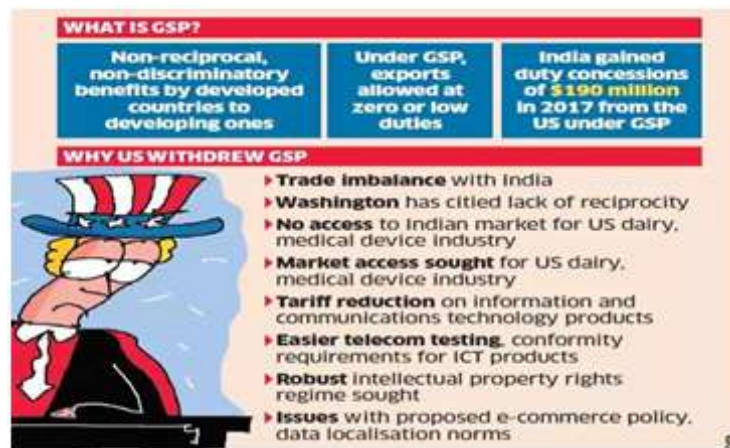 WHAT IS GSP?
Non-reciprocal,
non-discriminatory
benefits by developed
countries to
developing ones
Under GSP,
exports
allowed at
zero or low
duties
India gained
duty concessions
of $190 million
in 2017 from the
US under GSP
WHY US WITHDREW GSP
Trade imbalance with India
Washington has citied lack of reciprocity
No access to Indian market for US dairy,
medical device industry
Market access sought for US dairy,
medical device industry
Tariff reduction on information and
communications technology products
Easier telecom testing, conformity
requirements for ICT products
Robust intellectual property rights
regime sought
Issues with proposed e-commerce policy,
data localisation norms